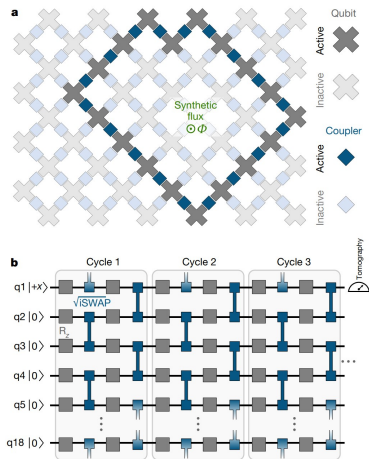 a
Qubit
Active
Inactive
Synthetic
flux
⊙Φ
Coupler
Active
Inactive
b
Cycle 1
Cycle 2
Cycle 3
Tomography
q1 |+x⟩
√iSWAP
q2 |0⟩
R_z
q3 |0⟩
q4 |0⟩
...
q5 |0⟩
⋮ ⋮ ⋮
q18 |0⟩